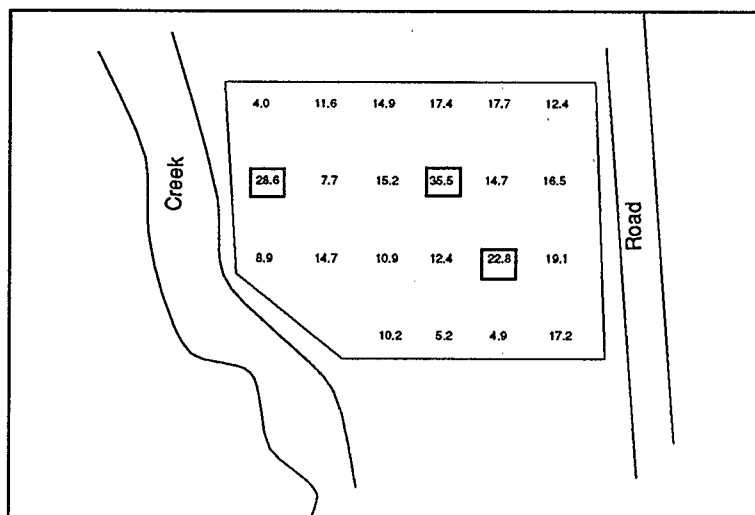 4.0 11.6 14.9 17.4 17.7 12.4
28.6 7.7 15.2 35.5 14.7 16.5
Creek
Road
8.9 14.7 10.9 12.4 22.8 19.1
10.2 5.2 4.9 17.2